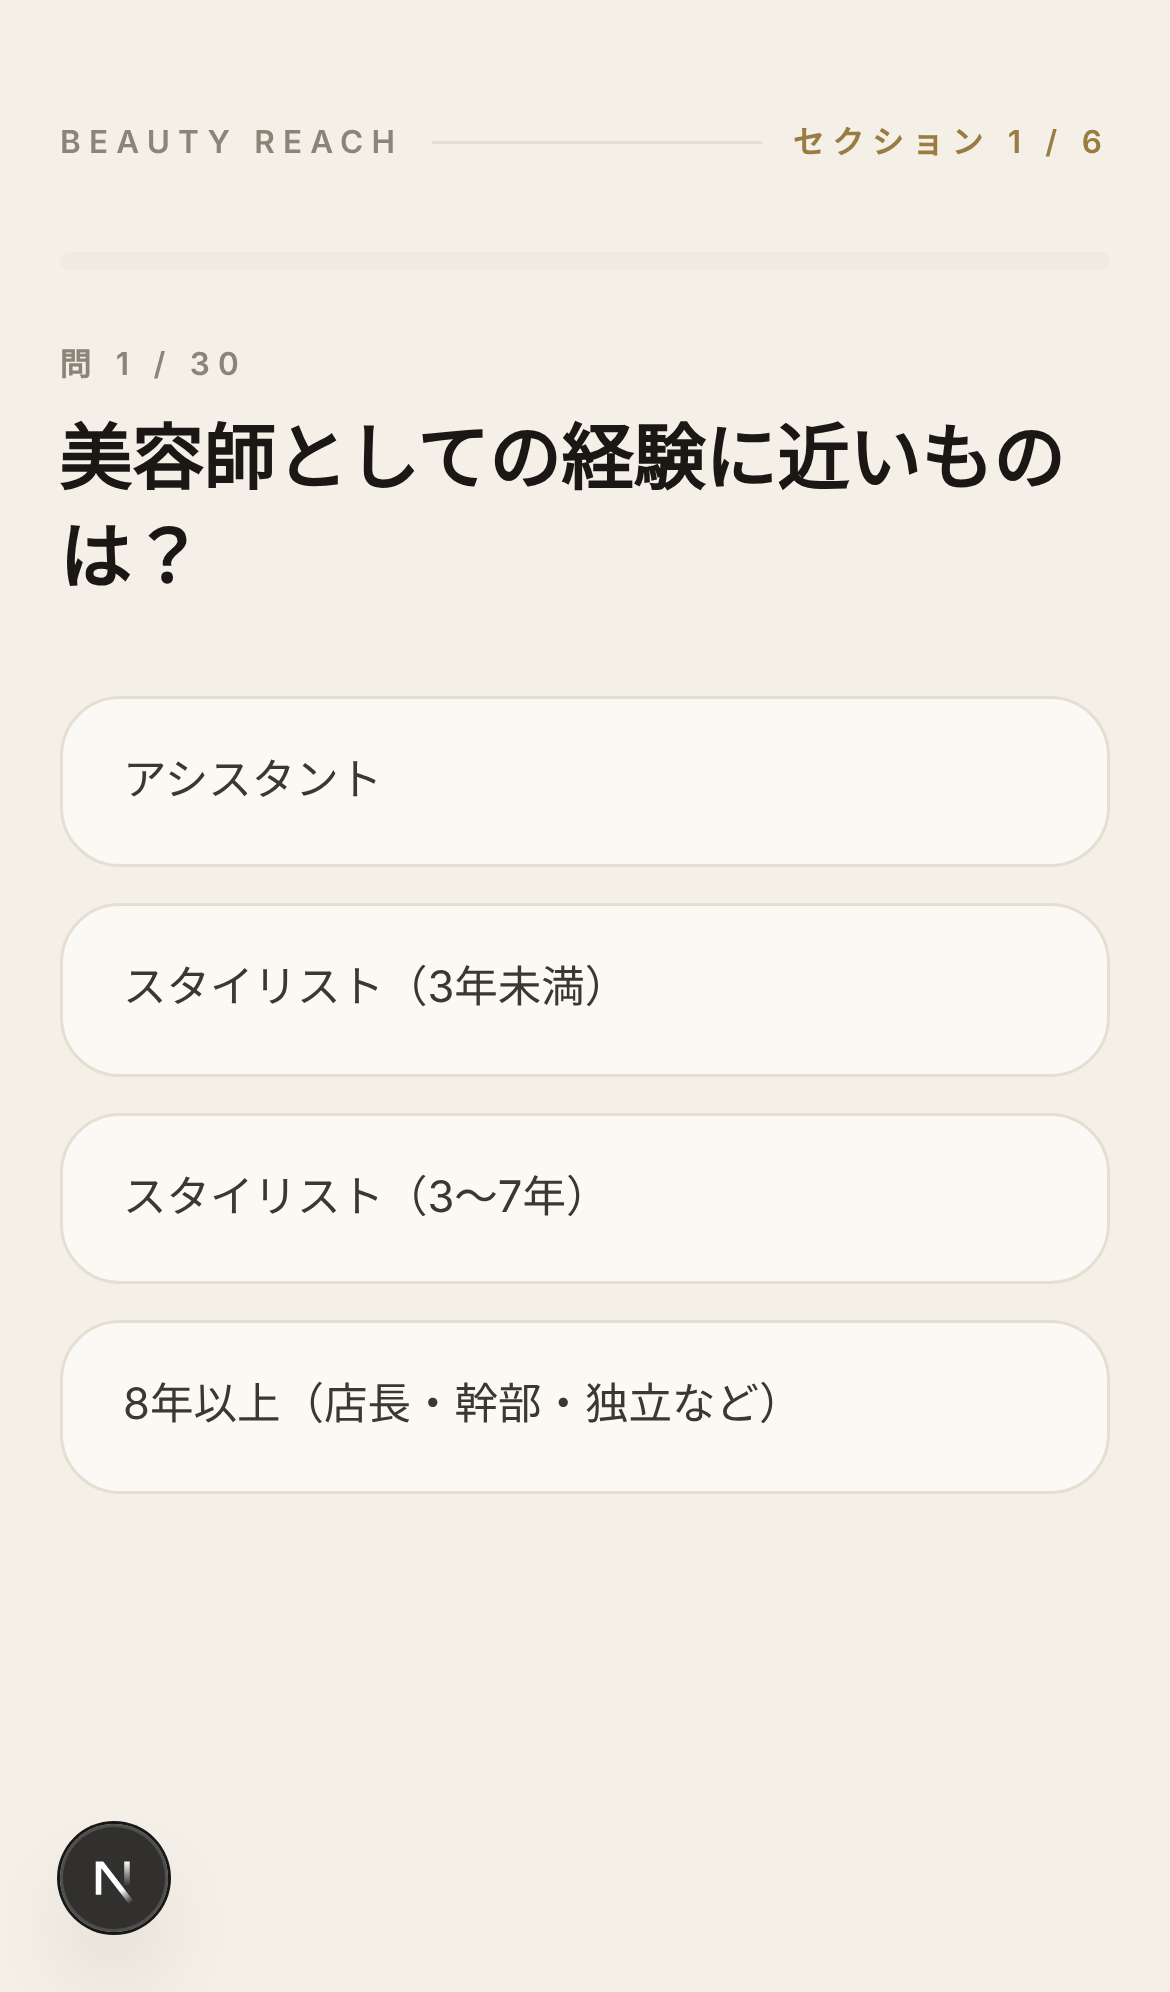 BEAUTY REACH
セクション 1 / 6
問 1 / 30
美容師としての経験に近いもの
は？
アシスタント
スタイリスト（3年未満）
スタイリスト（3〜7年）
8年以上（店長・幹部・独立など）
N